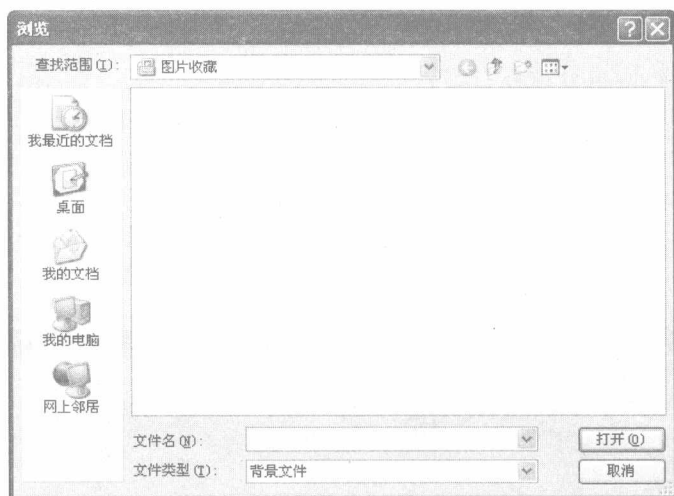 浏览
查找范围(I): 图片收藏
我最近的文档
桌面
我的文档
我的电脑
网上邻居
文件名(N): 打开(O)
文件类型(T): 背景文件 取消